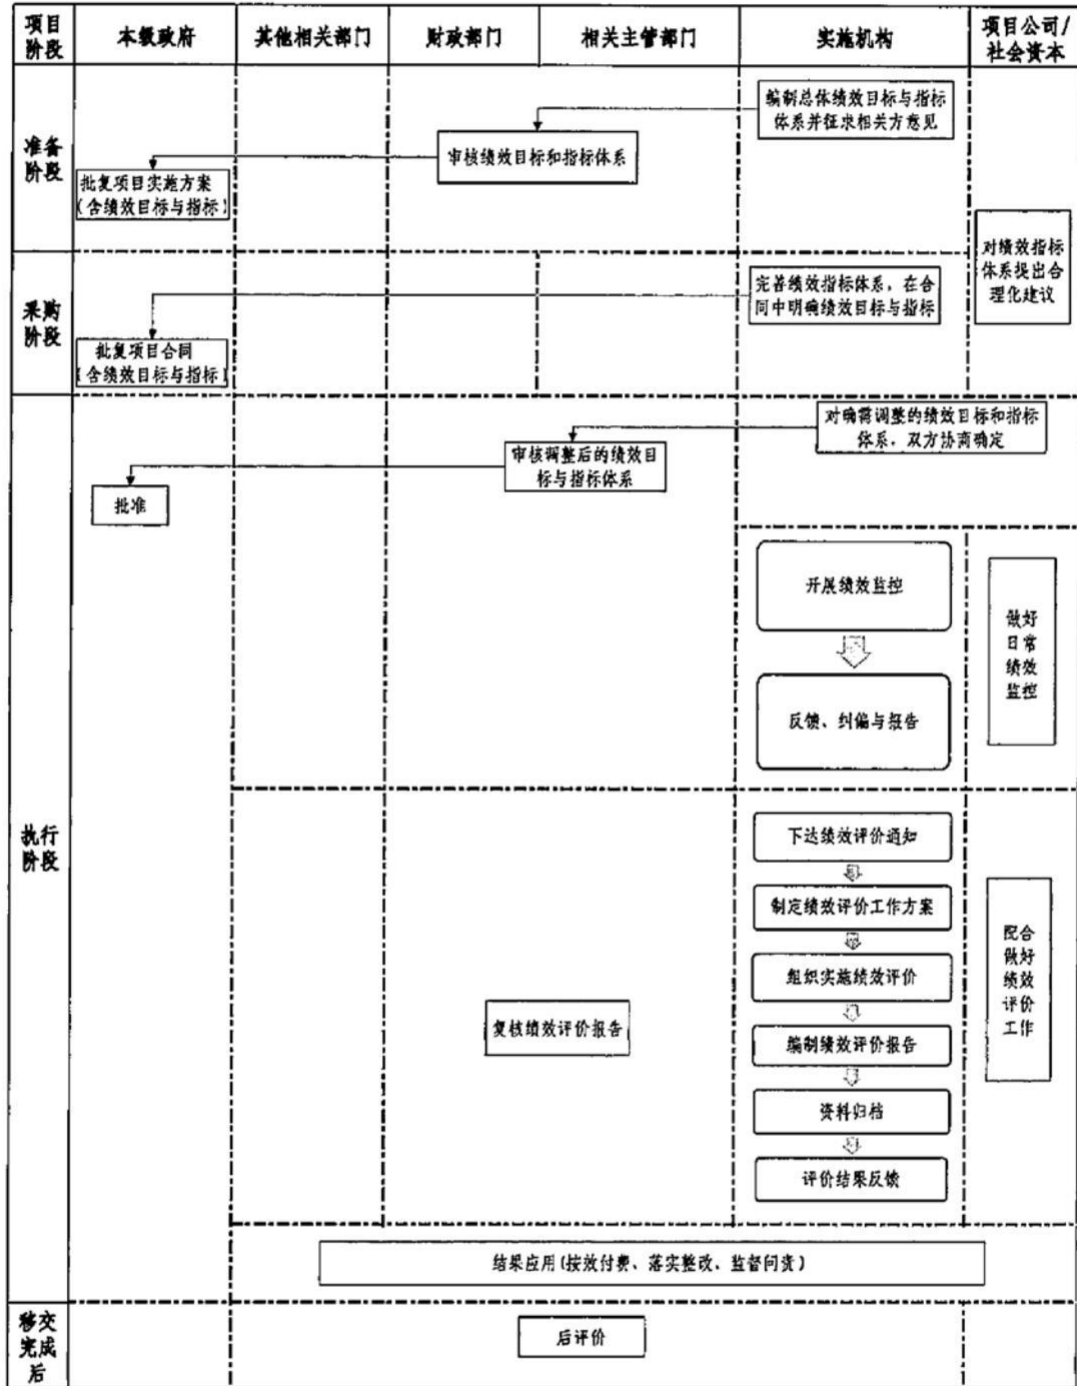 项目
阶段
本级政府
其他相关部门
财政部门
相关主管部门
实施机构
项目公司/
社会资本
准备
阶段
编制总体绩效目标与指标
体系并征求相关方意见
审核绩效目标和指标体系
批复项目实施方案
(含绩效目标与指标)
对绩效指标
体系提出合
理化建议
采购
阶段
完善绩效指标体系，在合
同中明确绩效目标与指标
批复项目合同
(含绩效目标与指标)
执行
阶段
对确需调整的绩效目标和指标
体系，双方协商确定
审核调整后的绩效目
标与指标体系
批准
开展绩效监控
反馈、纠偏与报告
做好
日常
绩效
监控
下达绩效评价通知
制定绩效评价工作方案
组织实施绩效评价
编制绩效评价报告
资料归档
评价结果反馈
复核绩效评价报告
配合
做好
绩效
评价
工作
结果应用(按效付费、落实整改、监督问责)
移交
完成
后
后评价